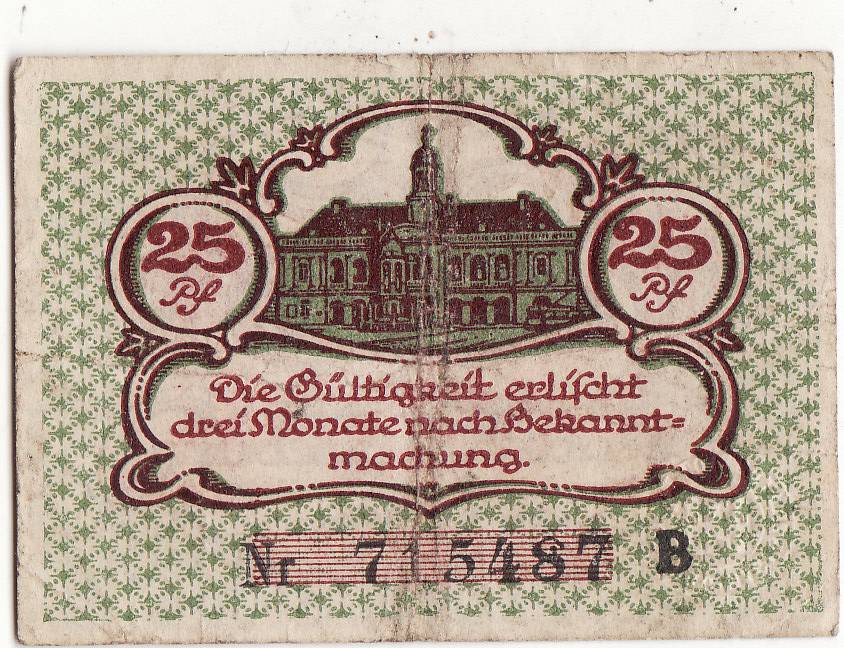 25 Pf
25 Pf
Die Gültigkeit erlischt
drei Monate nach Bekannt=
machung.
Nr 715487 B